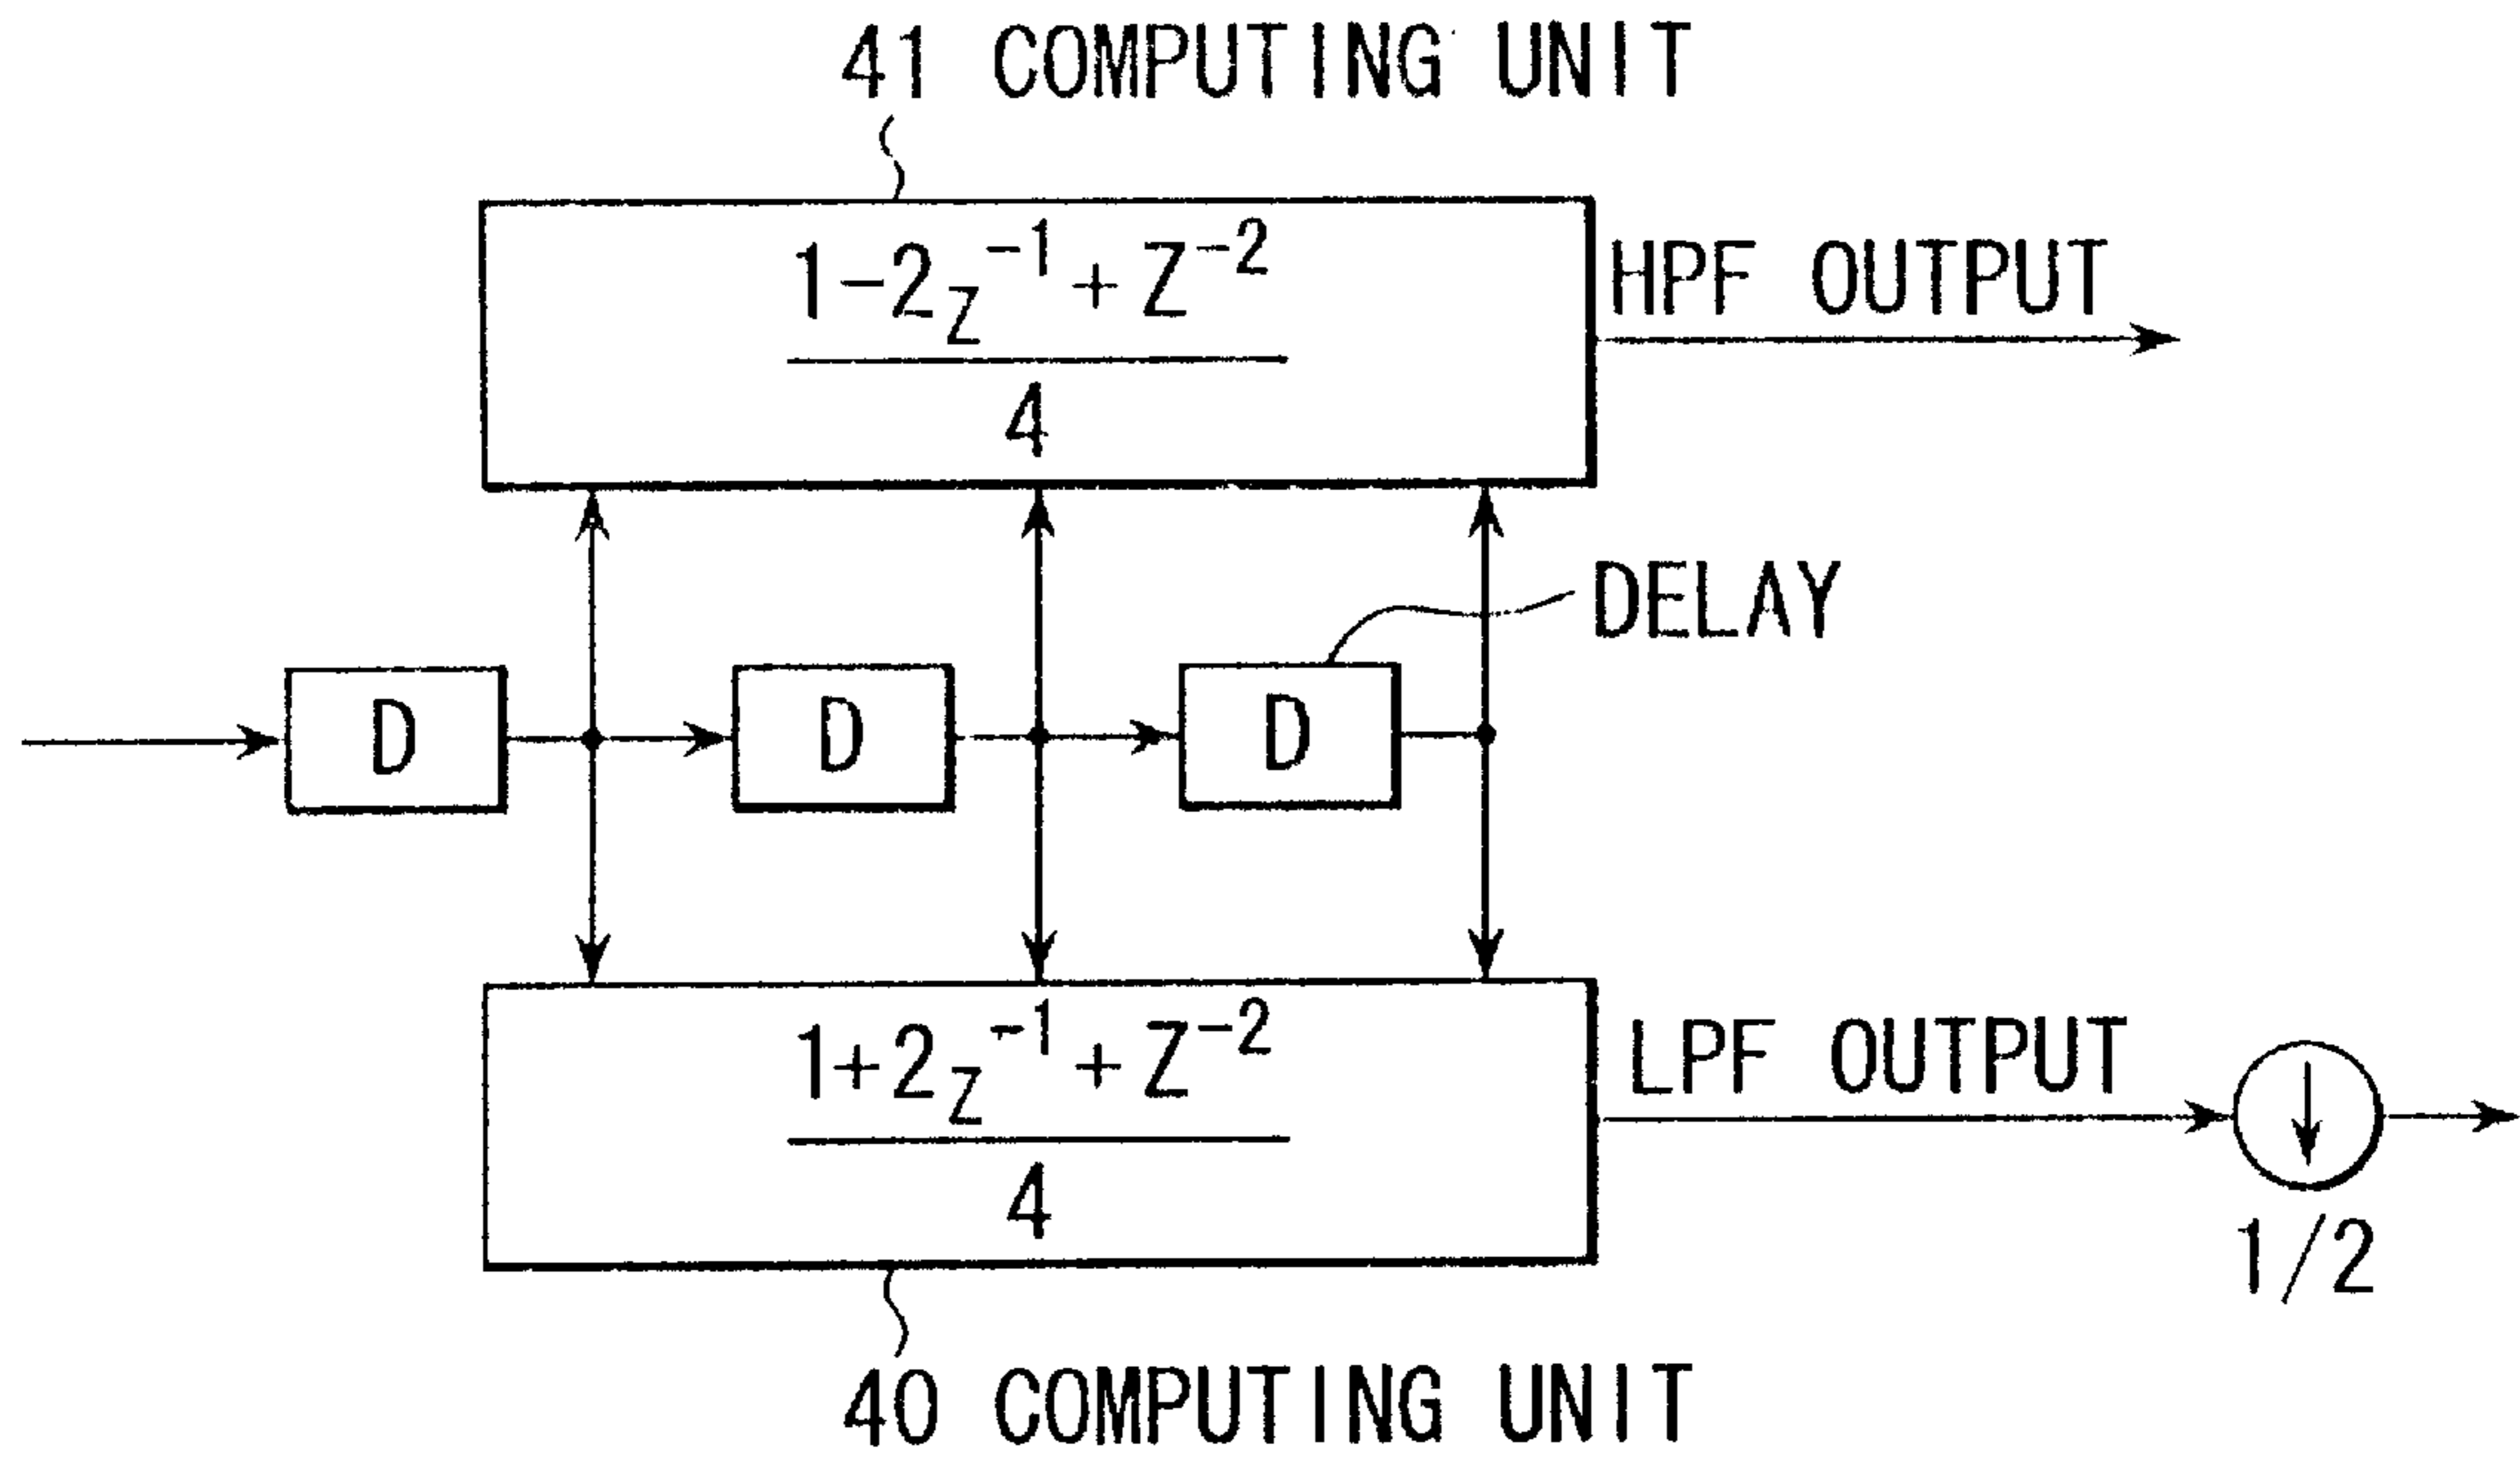 41 COMPUTING UNIT
1-2z⁻¹+Z⁻²
4
HPF OUTPUT
DELAY
D
D
D
1+2z⁻¹+Z⁻²
4
LPF OUTPUT
1/2
40 COMPUTING UNIT